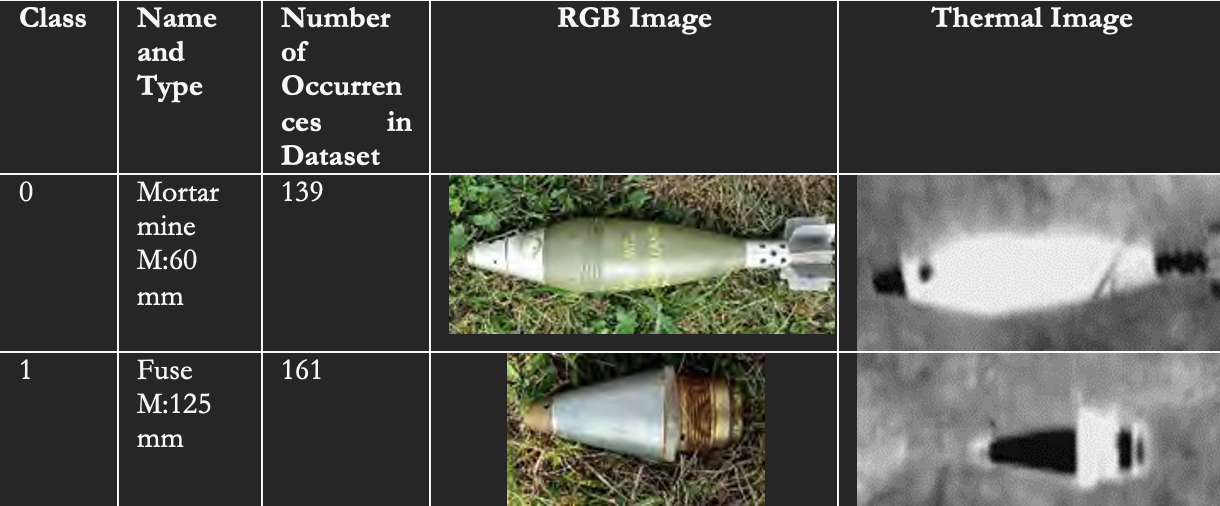 Class
Name
and
Type
Number
of
Occurren
ces in
Dataset
RGB Image
Thermal Image
0
Mortar
mine
M:60
mm
139
1
Fuse
M:125
mm
161